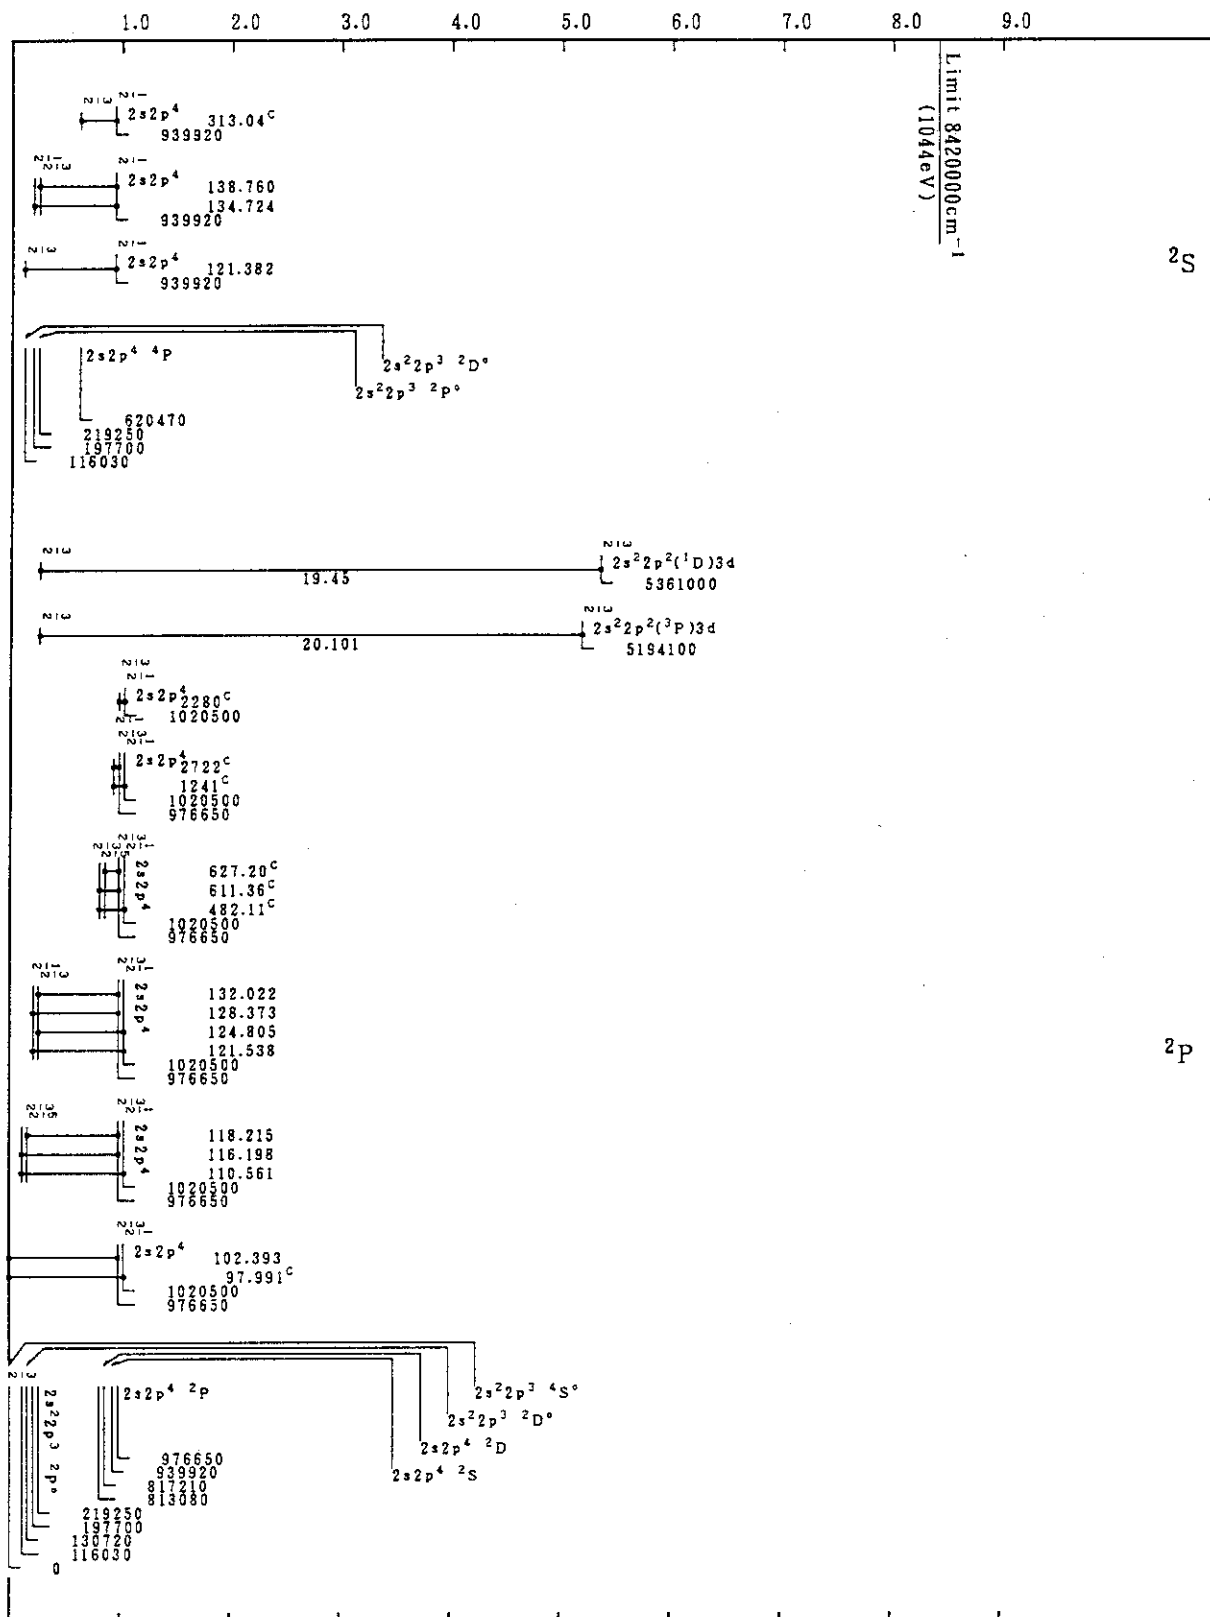 1.0 2.0 3.0 4.0 5.0 6.0 7.0 8.0 9.0
Limit 8420000cm⁻¹
(1044eV)
2s2p⁴ 313.04ᶜ
939920
2s2p⁴ 138.760
134.724
939920
2s2p⁴ 121.382
939920
²S
2s2p⁴ ⁴P
2s²2p³ ²D°
2s²2p³ ²P°
620470
219250
197700
116030
2s²2p²(¹D)3d
19.45
5361000
2s²2p²(³P)3d
20.101
5194100
2s2p⁴ 2280ᶜ
1020500
2s2p⁴ 2722ᶜ
1241ᶜ
1020500
976650
2s2p⁴
627.20ᶜ
611.36ᶜ
482.11ᶜ
1020500
976650
2s2p⁴
132.022
128.373
124.805
121.538
1020500
976650
²P
2s2p⁴
118.215
116.198
110.561
1020500
976650
2s2p⁴ 102.393
97.991ᶜ
1020500
976650
2s²2p³ ²P°
2s2p⁴ ²P
2s²2p³ ⁴S°
2s²2p³ ²D°
2s2p⁴ ²D
2s2p⁴ ²S
976650
939920
817210
813080
219250
197700
130720
116030
0